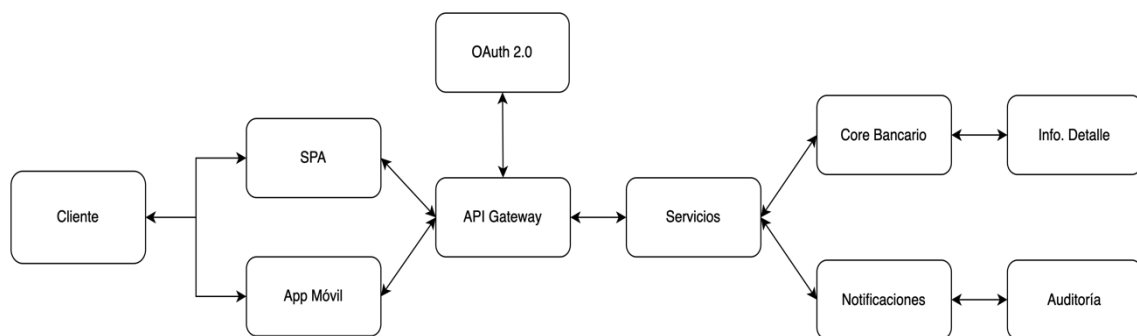 OAuth 2.0
SPA
Core Bancario
Info. Detalle
Cliente
API Gateway
Servicios
App Móvil
Notificaciones
Auditoría